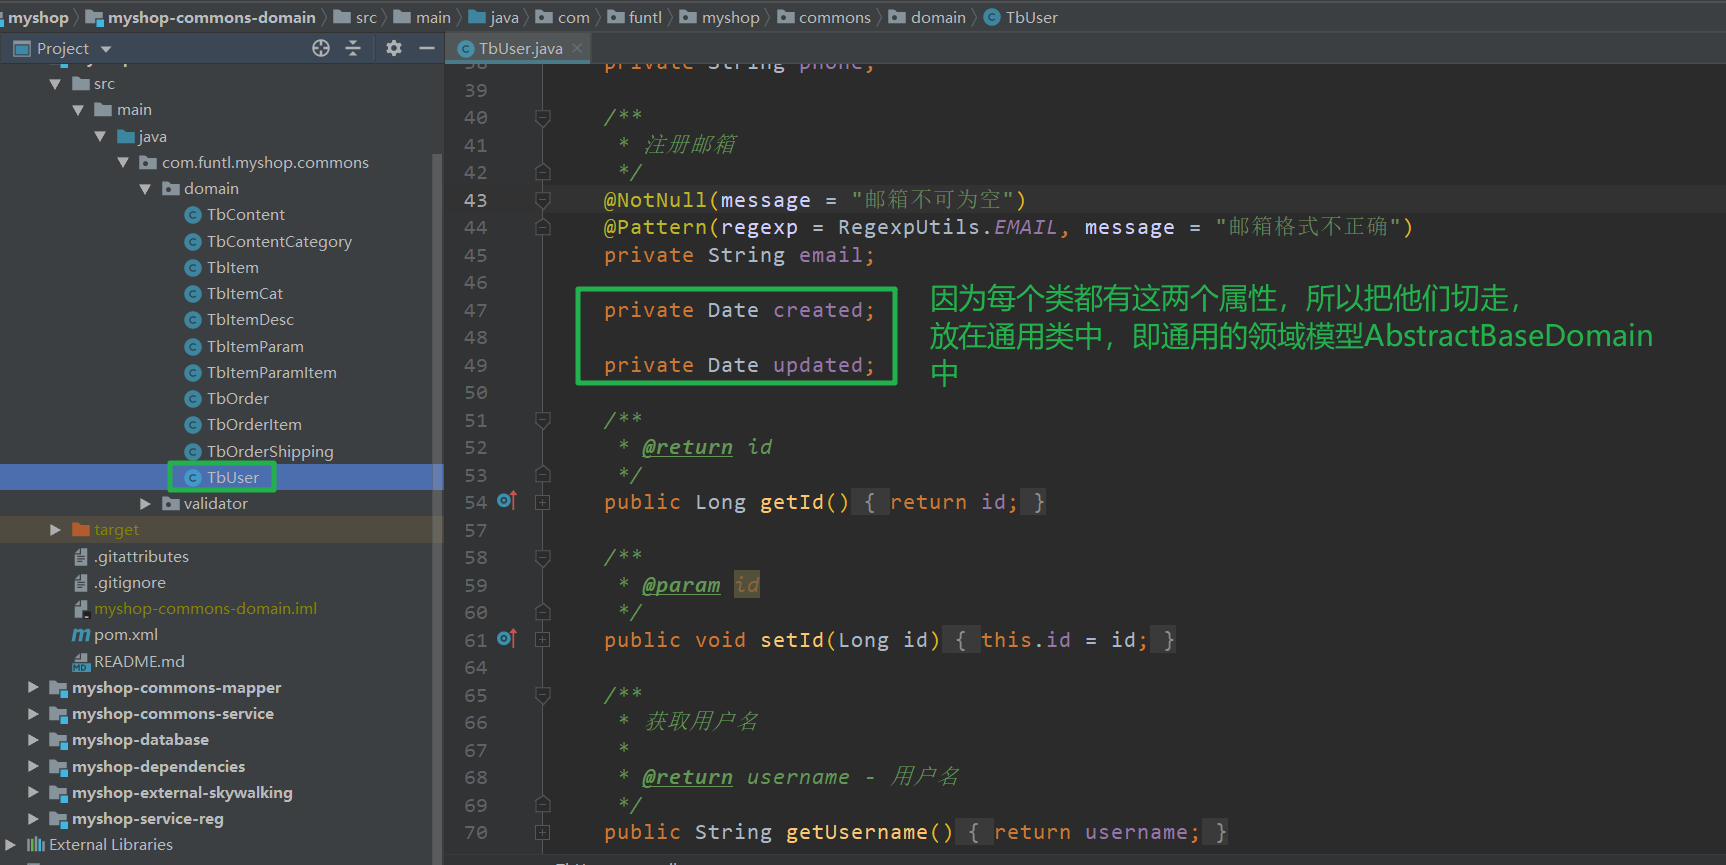 myshop myshop-commons-domain src main java com funtl myshop commons domain TbUser
Project
TbUser.java
src
main
java
com.funtl.myshop.commons
domain
TbContent
TbContentCategory
TbItem
TbItemCat
TbItemDesc
TbItemParam
TbItemParamItem
TbOrder
TbOrderItem
TbOrderShipping
TbUser
validator
target
.gitattributes
.gitignore
myshop-commons-domain.iml
pom.xml
README.md
myshop-commons-mapper
myshop-commons-service
myshop-database
myshop-dependencies
myshop-external-skywalking
myshop-service-reg
External Libraries
38 private String phone;
39
40 /**
41 * 注册邮箱
42 */
43 @NotNull(message = "邮箱不可为空")
44 @Pattern(regexp = RegexpUtils.EMAIL, message = "邮箱格式不正确")
45 private String email;
46
47 private Date created;
48
49 private Date updated;
50
51 /**
52 * @return id
53 */
54 public Long getId() { return id; }
57
58 /**
59 * @param id
60 */
61 public void setId(Long id) { this.id = id; }
64
65 /**
66 * 获取用户名
67 *
68 * @return username - 用户名
69 */
70 public String getUsername() { return username; }
因为每个类都有这两个属性，所以把他们切走，
放在通用类中，即通用的领域模型AbstractBaseDomain
中